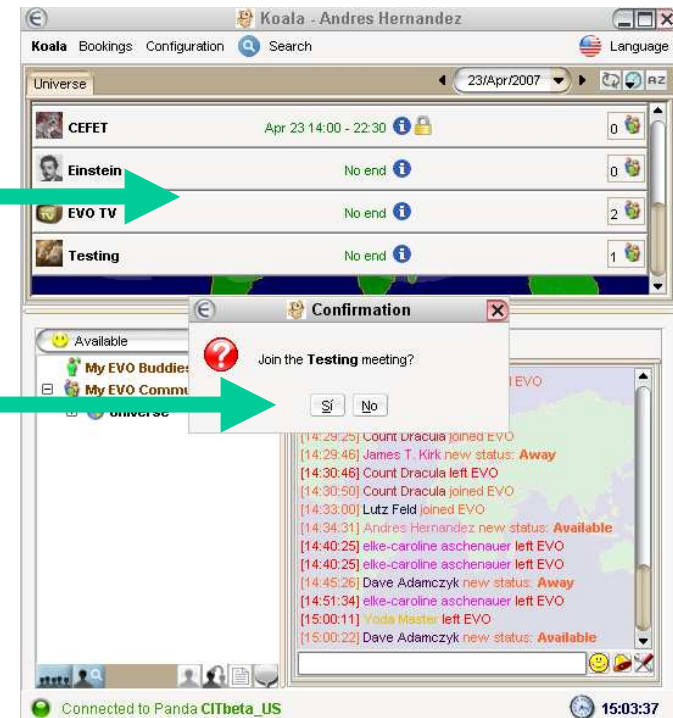 Koala - Andres Hernandez
Koala Bookings Configuration Search Language
Universe 23/Apr/2007 AZ
CEFET Apr 23 14:00 - 22:30 0
Einstein No end 0
EVO TV No end 2
Testing No end 1
Confirmation
Join the Testing meeting?
Sí No
Available
My EVO Buddies
My EVO Commu
Universe
EVO
[14:29:25] Count Dracula joined EVO
[14:29:46] James T. Kirk new status: Away
[14:30:46] Count Dracula left EVO
[14:30:50] Count Dracula joined EVO
[14:33:00] Lutz Feld joined EVO
[14:34:31] Andres Hernandez new status: Available
[14:40:25] elke-caroline aschenauer left EVO
[14:40:25] elke-caroline aschenauer left EVO
[14:45:26] Dave Adamczyk new status: Away
[14:51:34] elke-caroline aschenauer left EVO
[15:00:11] Yoda Master left EVO
[15:00:22] Dave Adamczyk new status: Available
Connected to Panda CITbeta_US 15:03:37